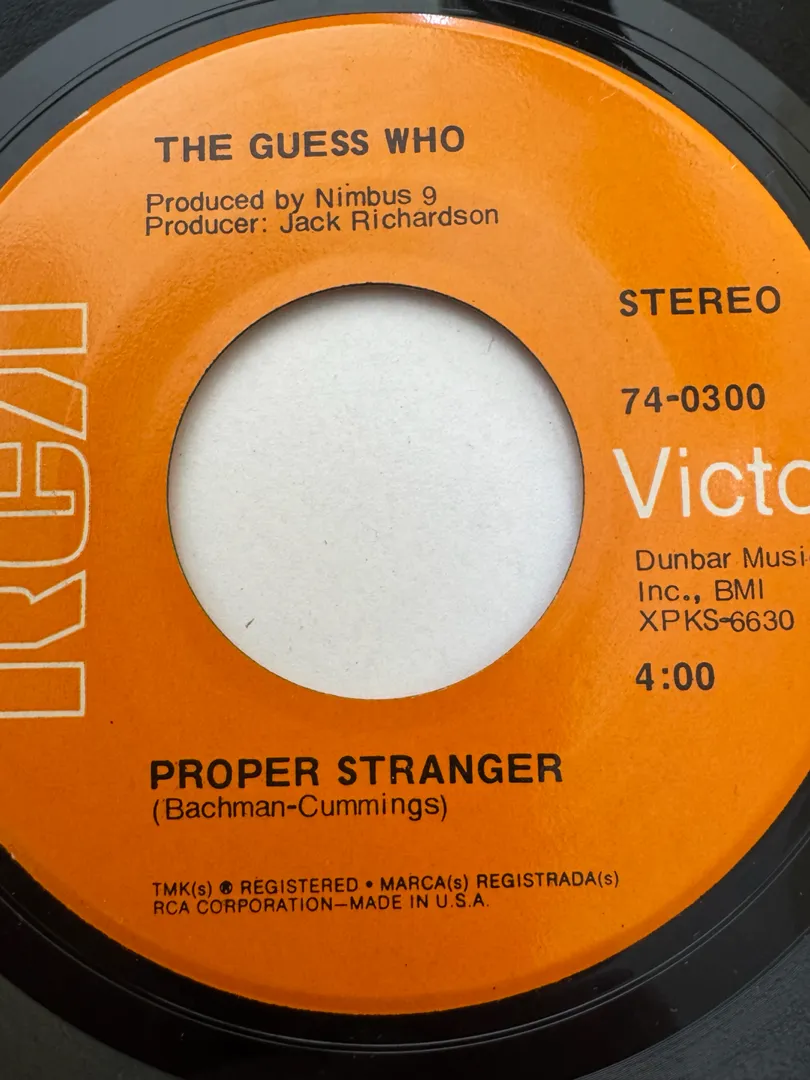 THE GUESS WHO
Produced by Nimbus 9
Producer: Jack Richardson
STEREO
74-0300
RCA
Victo
Dunbar Musi
Inc., BMI
XPKS-6630
4:00
PROPER STRANGER
(Bachman-Cummings)
TMK(s) ® REGISTERED • MARCA(s) REGISTRADA(s)
RCA CORPORATION—MADE IN U.S.A.